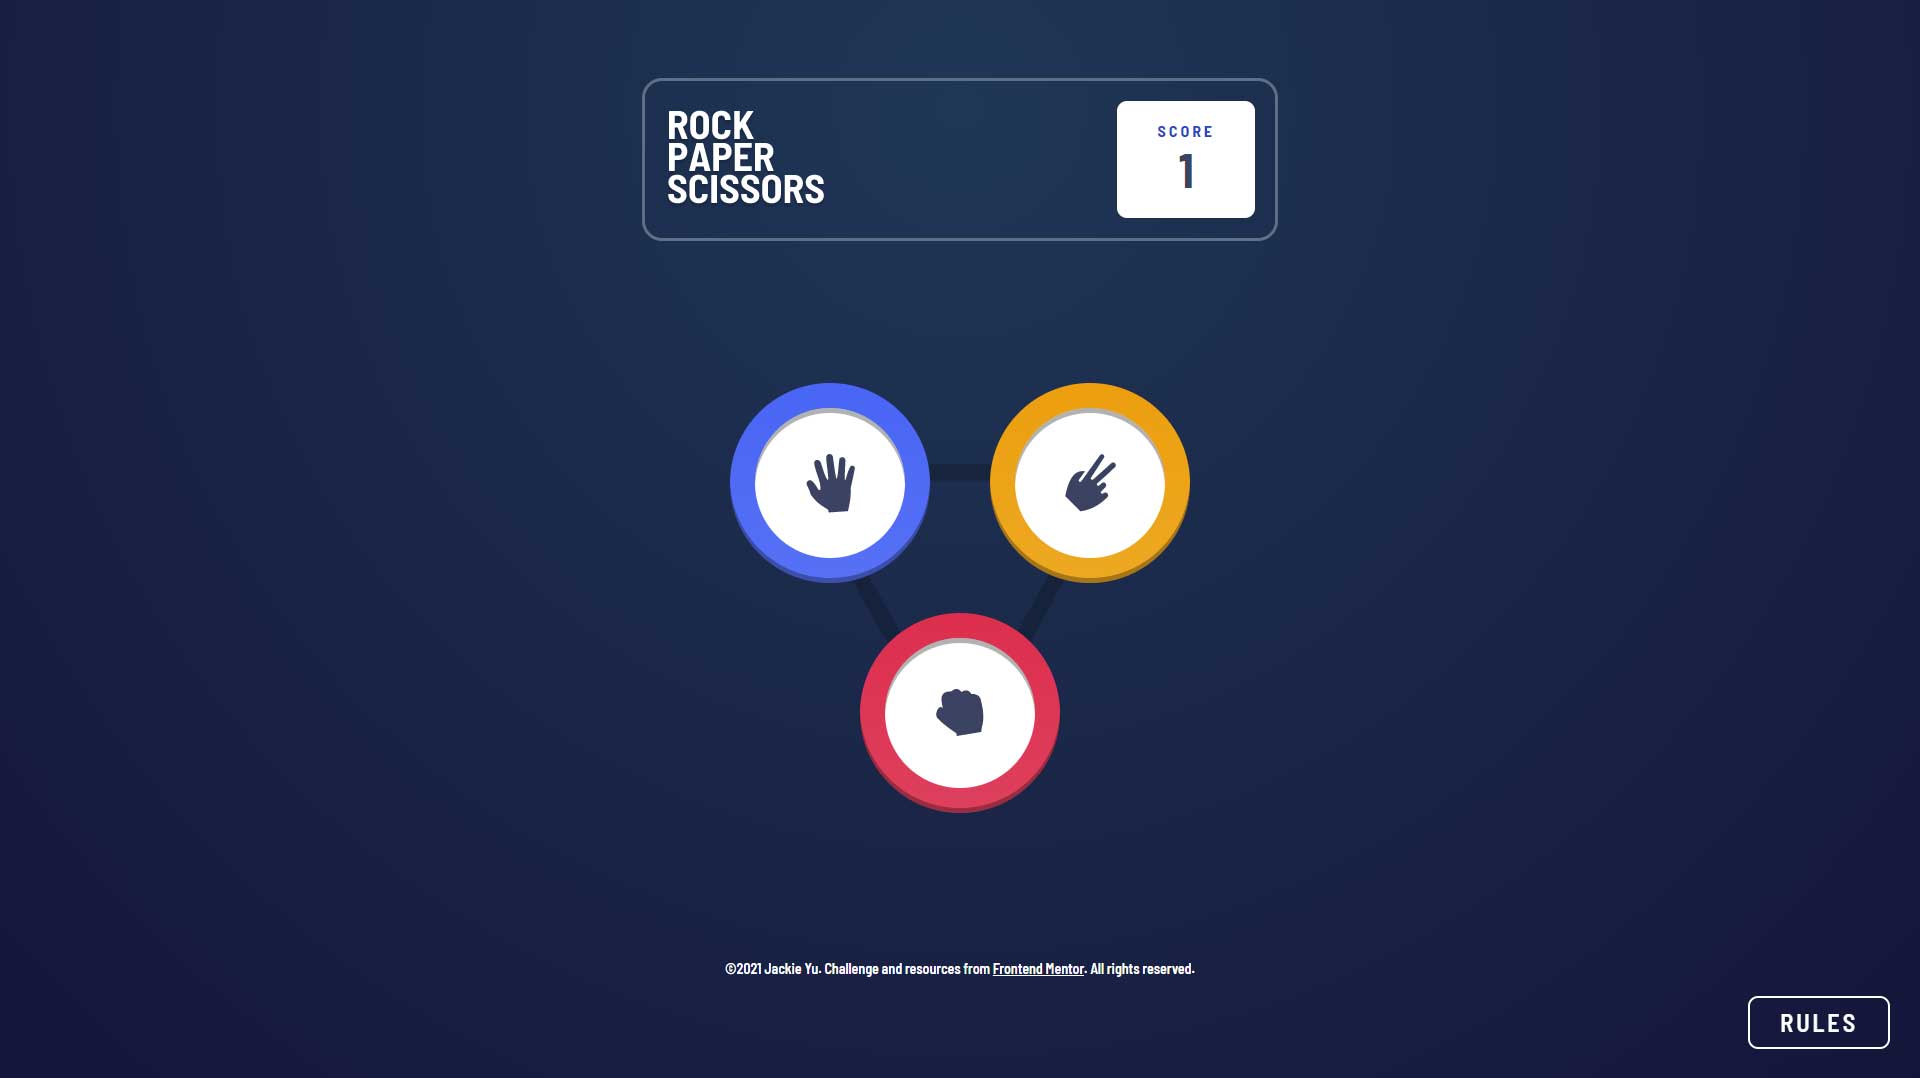 ROCK
PAPER
SCISSORS
SCORE
1
©2021 Jackie Yu. Challenge and resources from Frontend Mentor. All rights reserved.
RULES